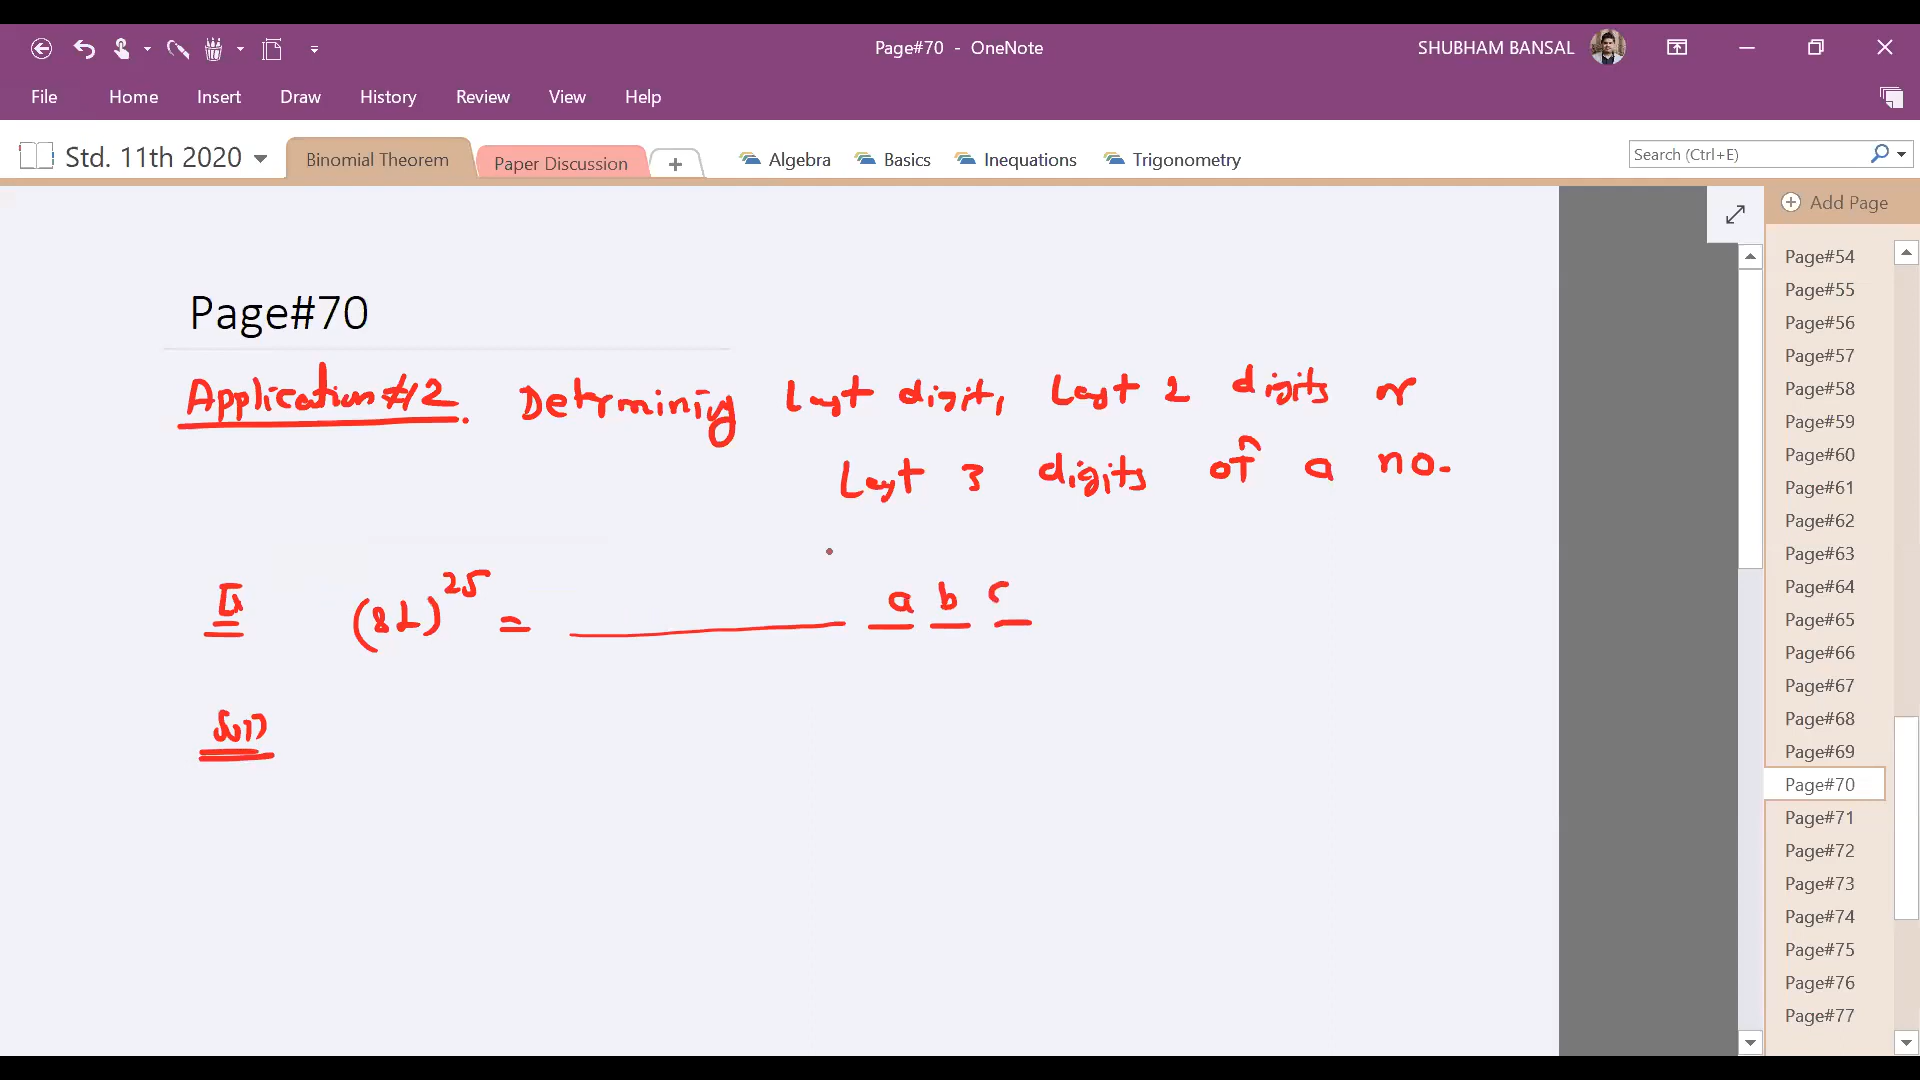 Page#70 - OneNote
SHUBHAM BANSAL
File Home Insert Draw History Review View Help
Std. 11th 2020
Binomial Theorem
Paper Discussion
+
Algebra
Basics
Inequations
Trigonometry
Search (Ctrl+E)
Add Page
Page#70
Application#2. Determining Last digit, Last 2 digits or
Last 3 digits of a no.
(81)^25 = ________ a b c
Soln
Page#54
Page#55
Page#56
Page#57
Page#58
Page#59
Page#60
Page#61
Page#62
Page#63
Page#64
Page#65
Page#66
Page#67
Page#68
Page#69
Page#70
Page#71
Page#72
Page#73
Page#74
Page#75
Page#76
Page#77